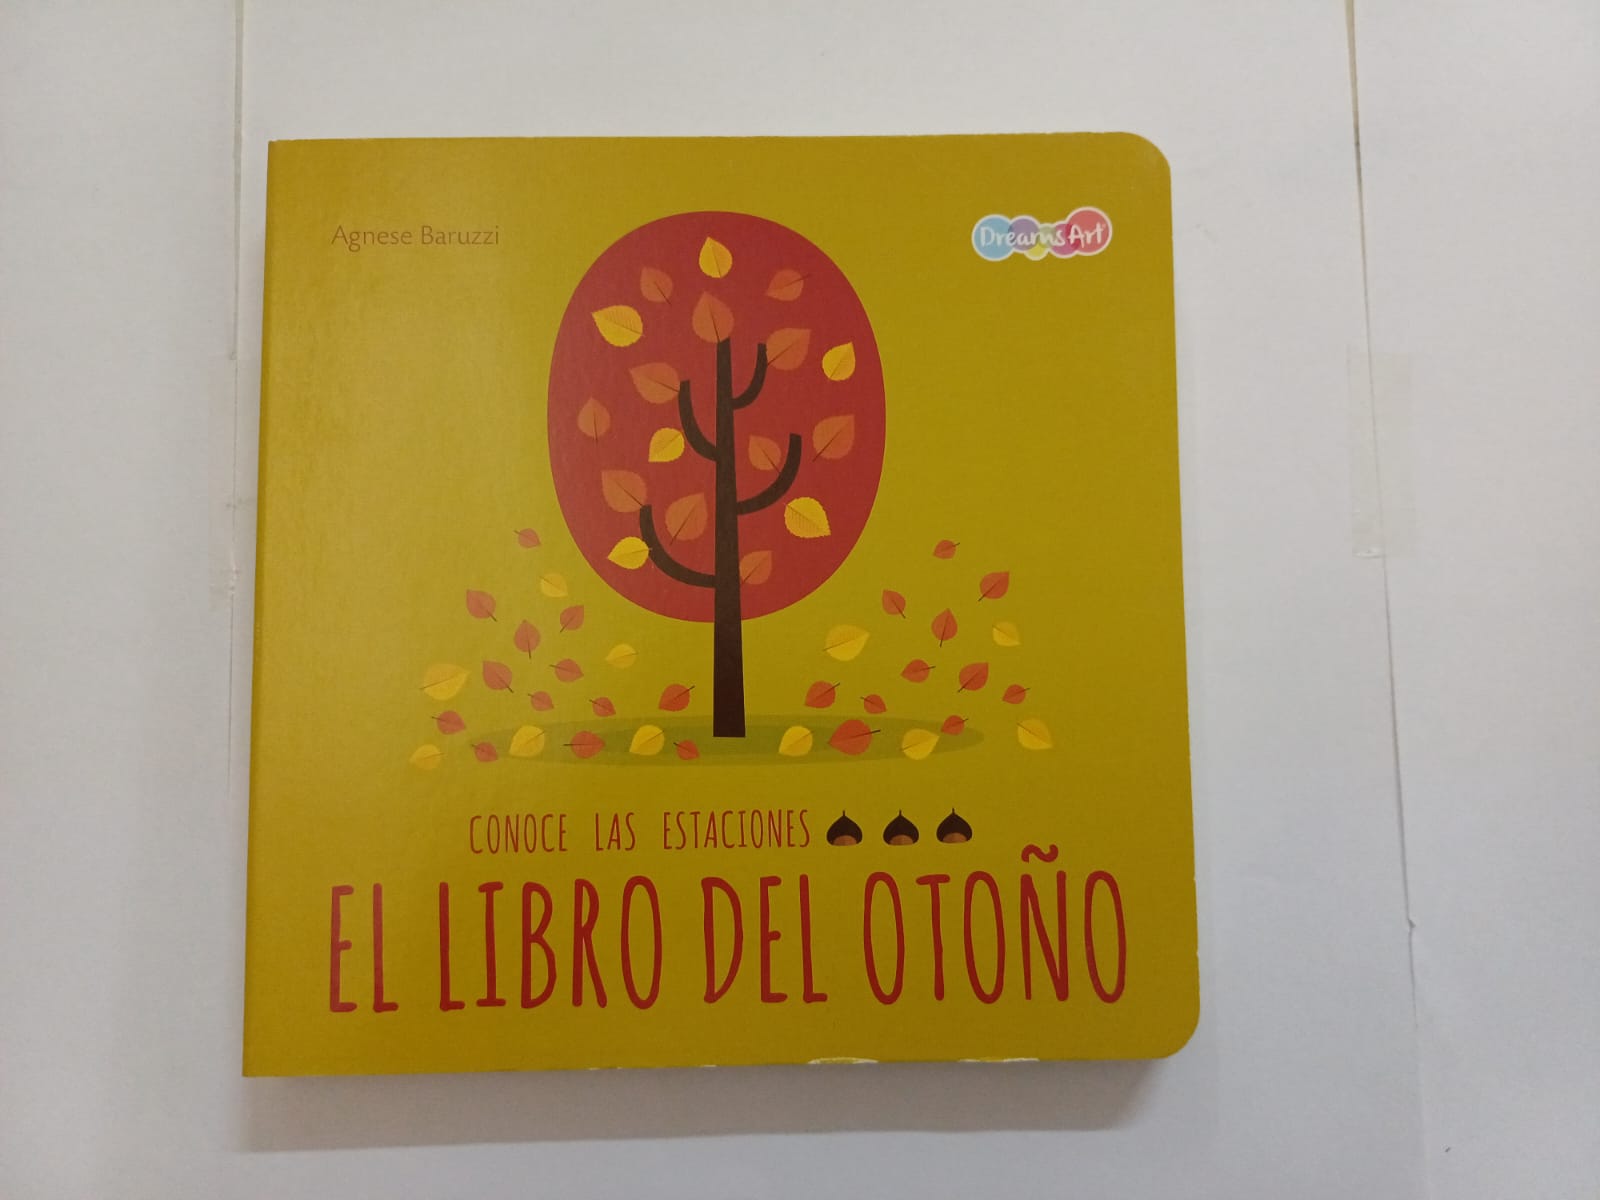 Agnese Baruzzi
DreamsArt
CONOCE LAS ESTACIONES
EL LIBRO DEL OTOÑO